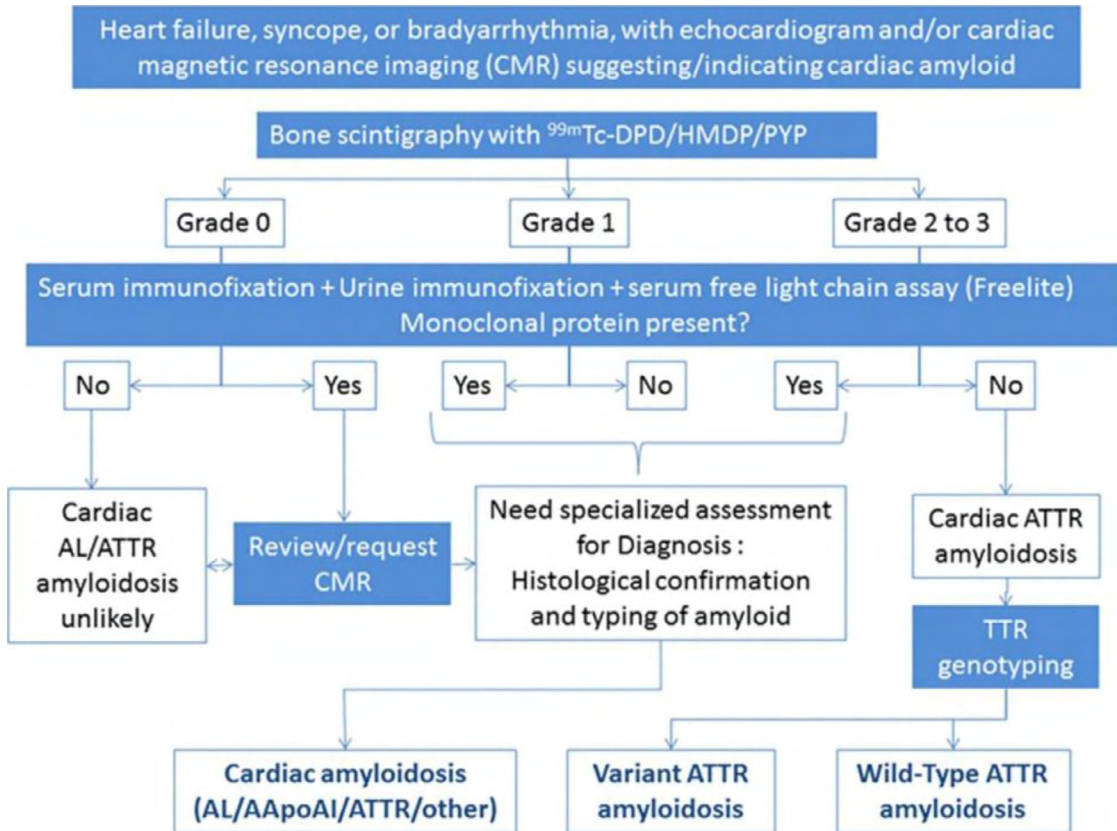 Heart failure, syncope, or bradyarrhythmia, with echocardiogram and/or cardiac
magnetic resonance imaging (CMR) suggesting/indicating cardiac amyloid
Bone scintigraphy with ⁹⁹ᵐTc-DPD/HMDP/PYP
Grade 0
Grade 1
Grade 2 to 3
Serum immunofixation + Urine immunofixation + serum free light chain assay (Freelite)
Monoclonal protein present?
No
Yes
Yes
No
Yes
No
Cardiac
AL/ATTR
amyloidosis
unlikely
Review/request
CMR
Need specialized assessment
for Diagnosis :
Histological confirmation
and typing of amyloid
Cardiac ATTR
amyloidosis
TTR
genotyping
Cardiac amyloidosis
(AL/AApoAI/ATTR/other)
Variant ATTR
amyloidosis
Wild-Type ATTR
amyloidosis